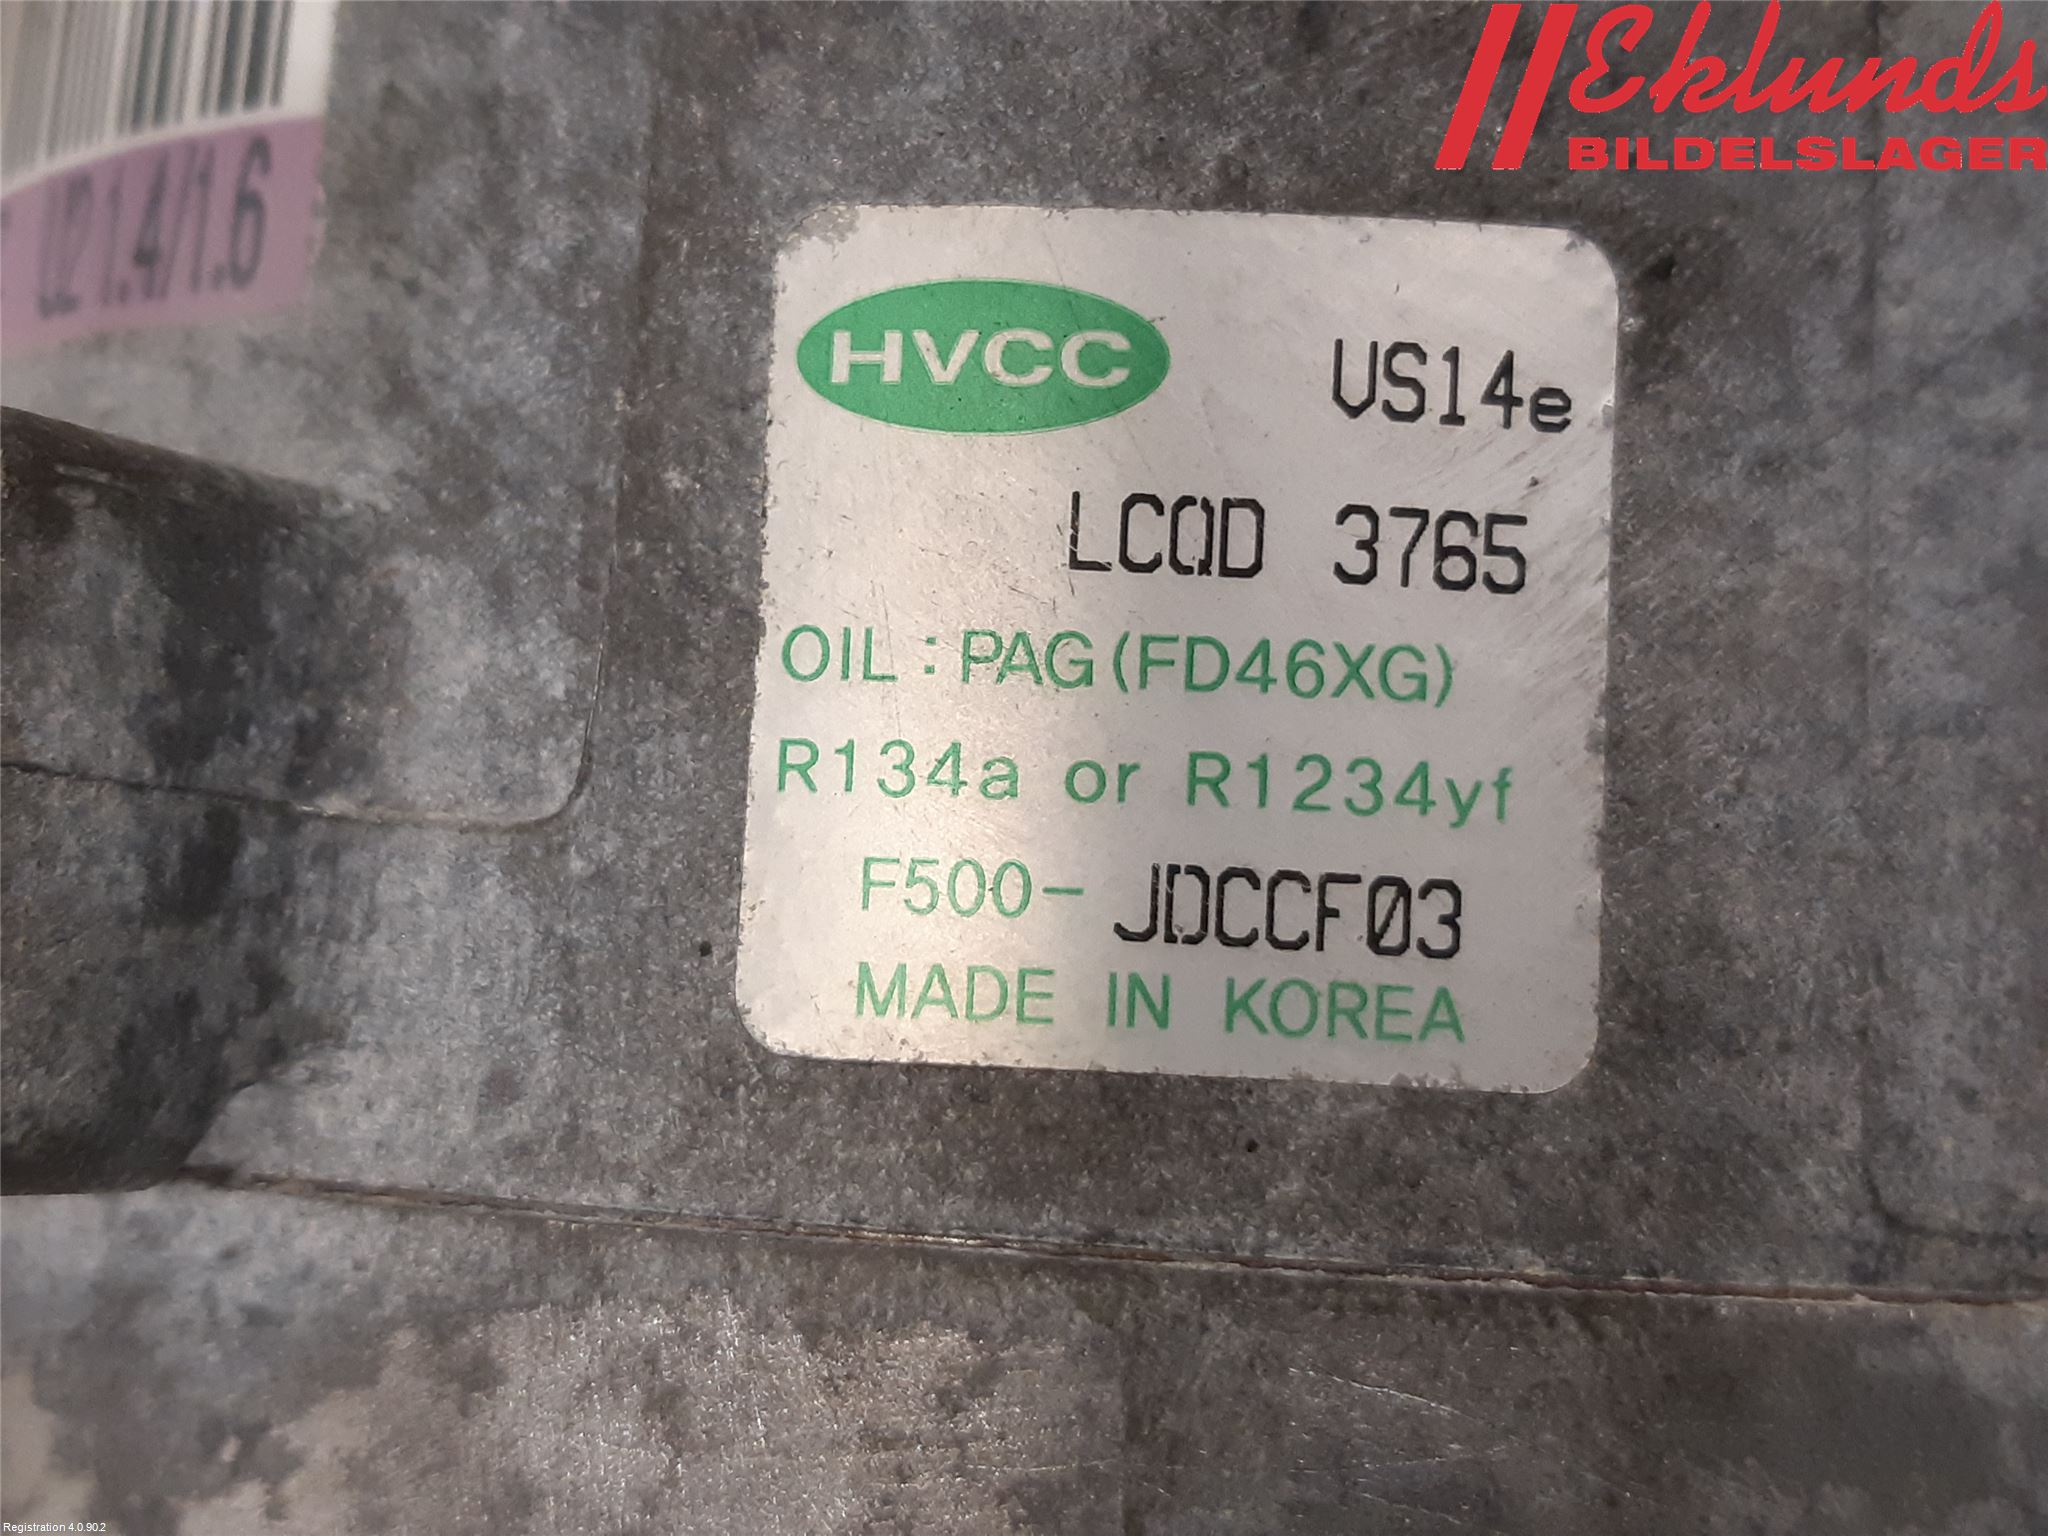 Eklunds
BILDELSLAGER
U2 1.4/1.6
HVCC
VS14e
LCQD 3765
OIL : PAG (FD46XG)
R134a or R1234yf
F500- JDCCF03
MADE IN KOREA
Registration 4.0.902